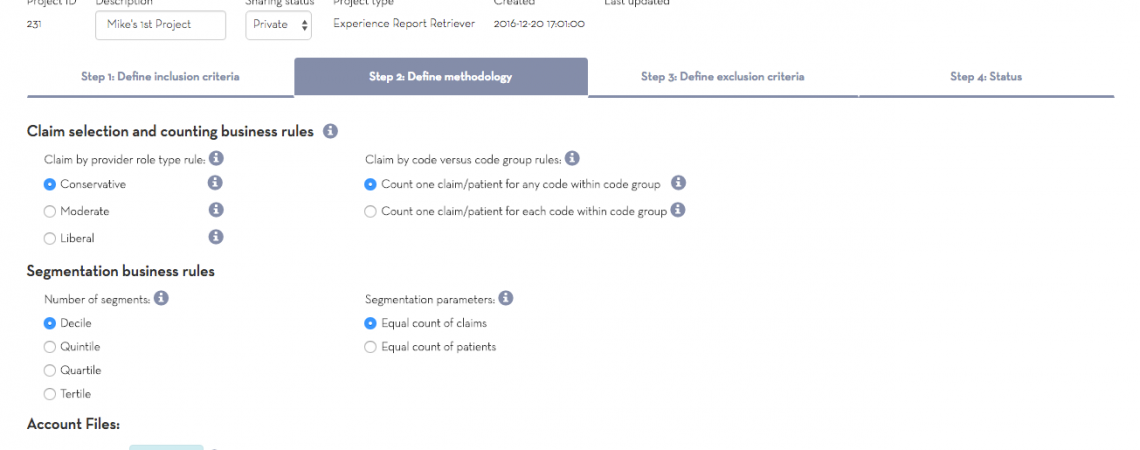 Project ID Description Sharing status Project type Created Last updated
231 Mike's 1st Project Private Experience Report Retriever 2016-12-20 17:01:00
Step 1: Define inclusion criteria Step 2: Define methodology Step 3: Define exclusion criteria Step 4: Status
Claim selection and counting business rules
Claim by provider role type rule: Claim by code versus code group rules:
Conservative Count one claim/patient for any code within code group
Moderate Count one claim/patient for each code within code group
Liberal
Segmentation business rules
Number of segments: Segmentation parameters:
Decile Equal count of claims
Quintile Equal count of patients
Quartile
Tertile
Account Files: